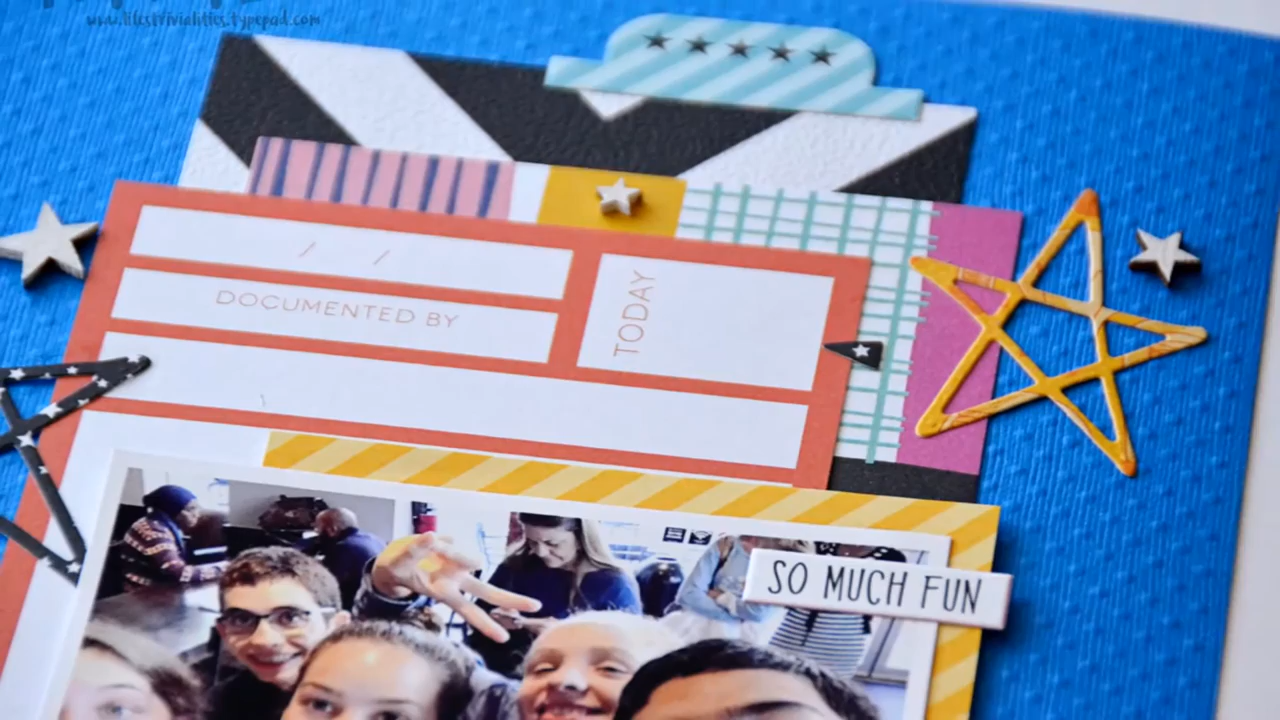 www.lifestrivialities.typepad.com
/ /
DOCUMENTED BY
TODAY
SO MUCH FUN